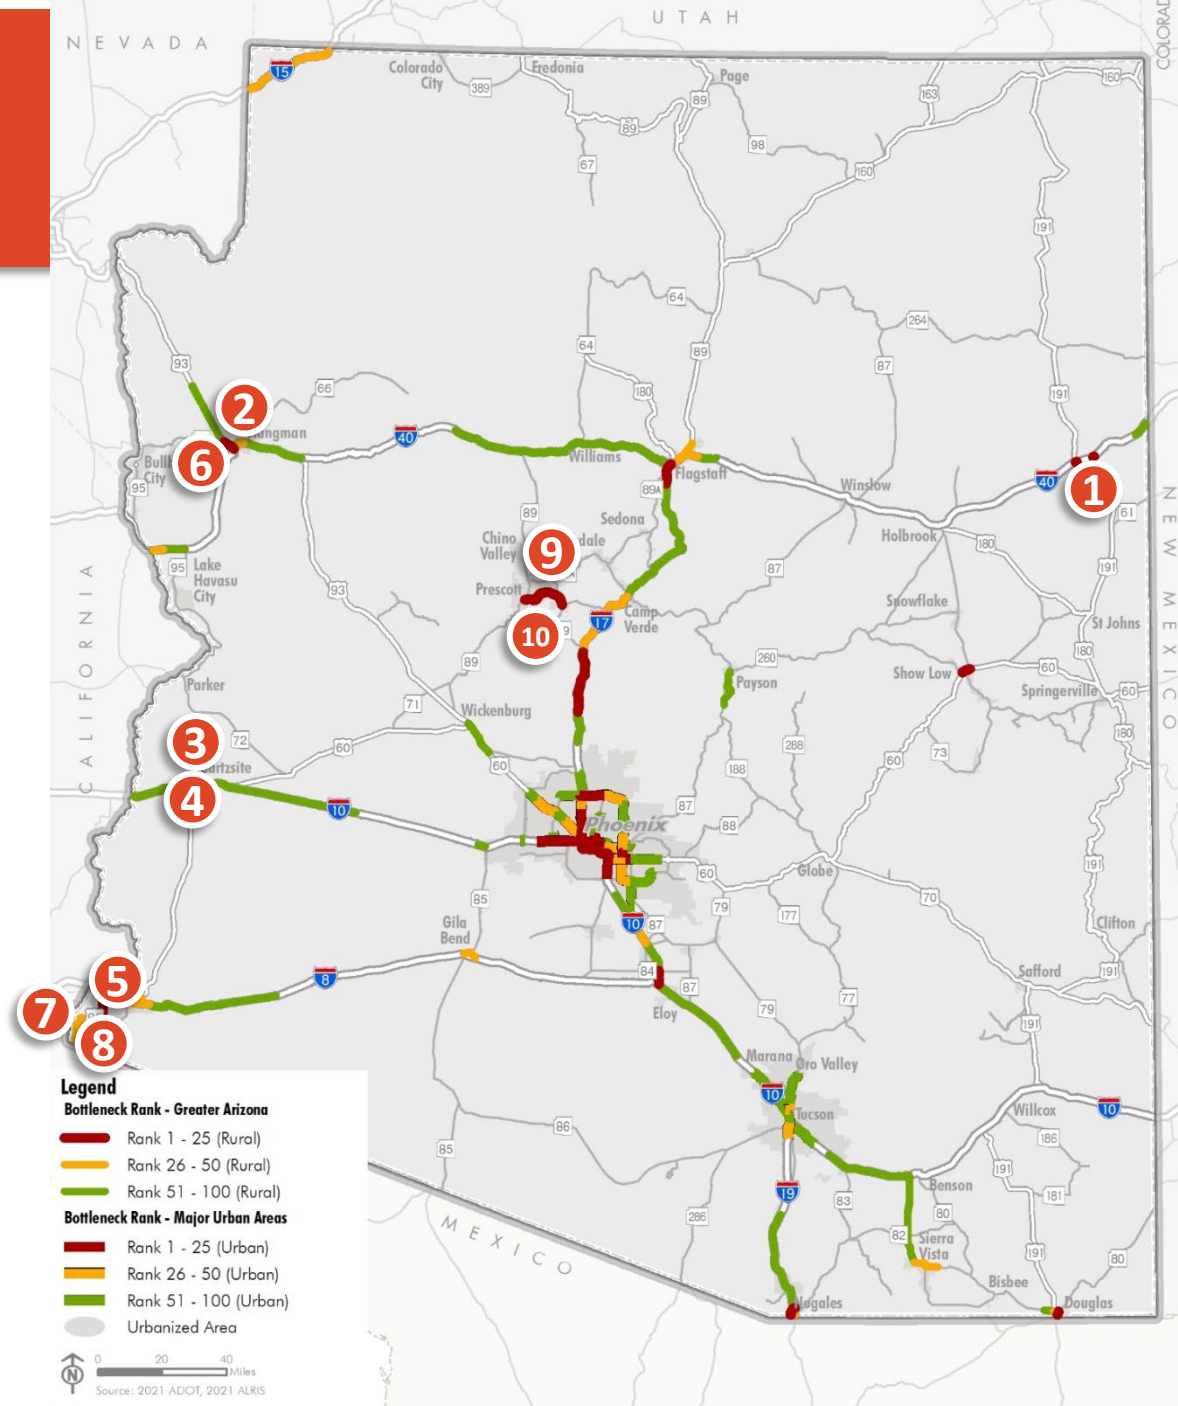 UTAH
NEVADA
COLORAD
15
Colorado
City
389
Fredonia
Page
89
163
160
89
98
67
160
191
64
264
93
64
89
87
66
180
191
2
Kingman
40
6
Bull
City
95
Williams
Flagstaff
89A
Winslow
40
1
61
NEW MEXICO
89
Sedona
Chino
Valley
9
dale
Holbrook
180
95
Lake
Havasu
City
93
Prescott
10
17
Camp
Verde
87
Snowflake
191
St Johns
180
CALIFORNIA
89
260
Payson
Show Low
60
Springerville
60
Parker
71
Wickenburg
180
3
72
60
60
288
73
60
188
artzsite
4
10
Phoenix
87
88
60
Globe
191
85
79
177
70
Gila
Bend
10
87
Clifton
5
8
84
87
Safford
191
7
8
Eloy
79
77
191
Marana
Oro Valley
10
Tucson
Willcox
10
86
186
85
191
19
Benson
181
83
80
286
82
Sierra
Vista
191
80
Bisbee
MEXICO
Nogales
Douglas
Legend
Bottleneck Rank - Greater Arizona
Rank 1 - 25 (Rural)
Rank 26 - 50 (Rural)
Rank 51 - 100 (Rural)
Bottleneck Rank - Major Urban Areas
Rank 1 - 25 (Urban)
Rank 26 - 50 (Urban)
Rank 51 - 100 (Urban)
Urbanized Area
N
0 20 40
Miles
Source: 2021 ADOT, 2021 ALRIS